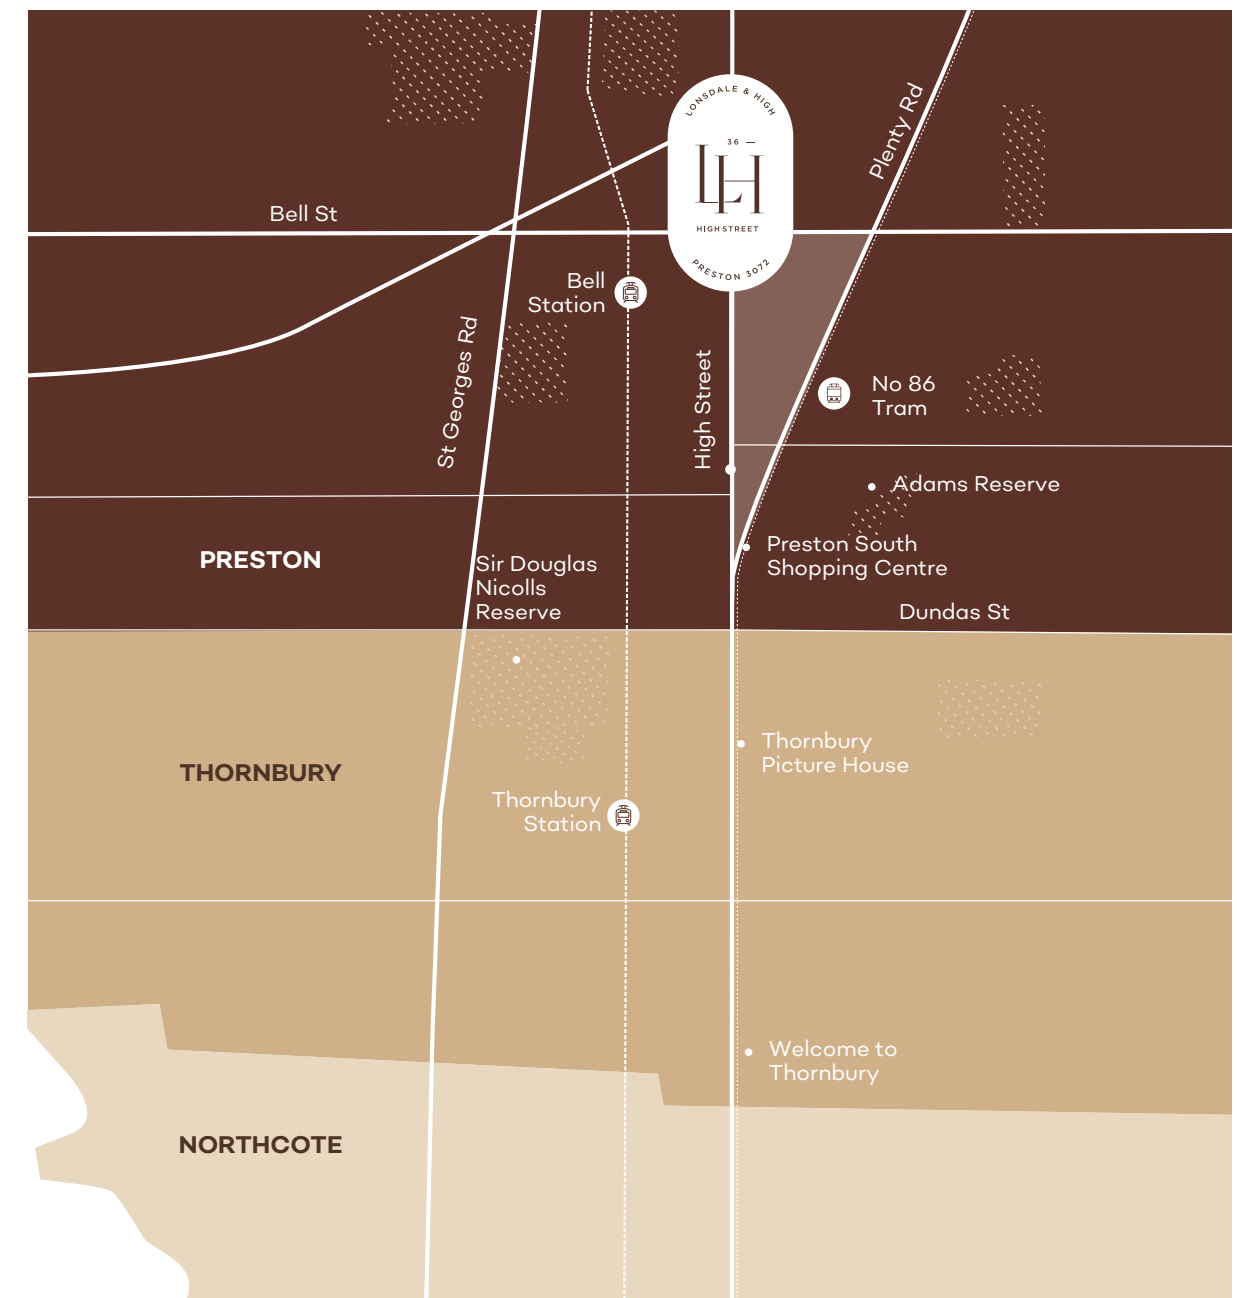 LONSDALE & HIGH
36 —
LH
HIGH STREET
PRESTON 3072
Plenty Rd
Bell St
Bell
Station
St Georges Rd
High Street
No 86
Tram
Adams Reserve
PRESTON
Preston South
Shopping Centre
Sir Douglas
Nicolls
Reserve
Dundas St
THORNBURY
Thornbury
Picture House
Thornbury
Station
Welcome to
Thornbury
NORTHCOTE